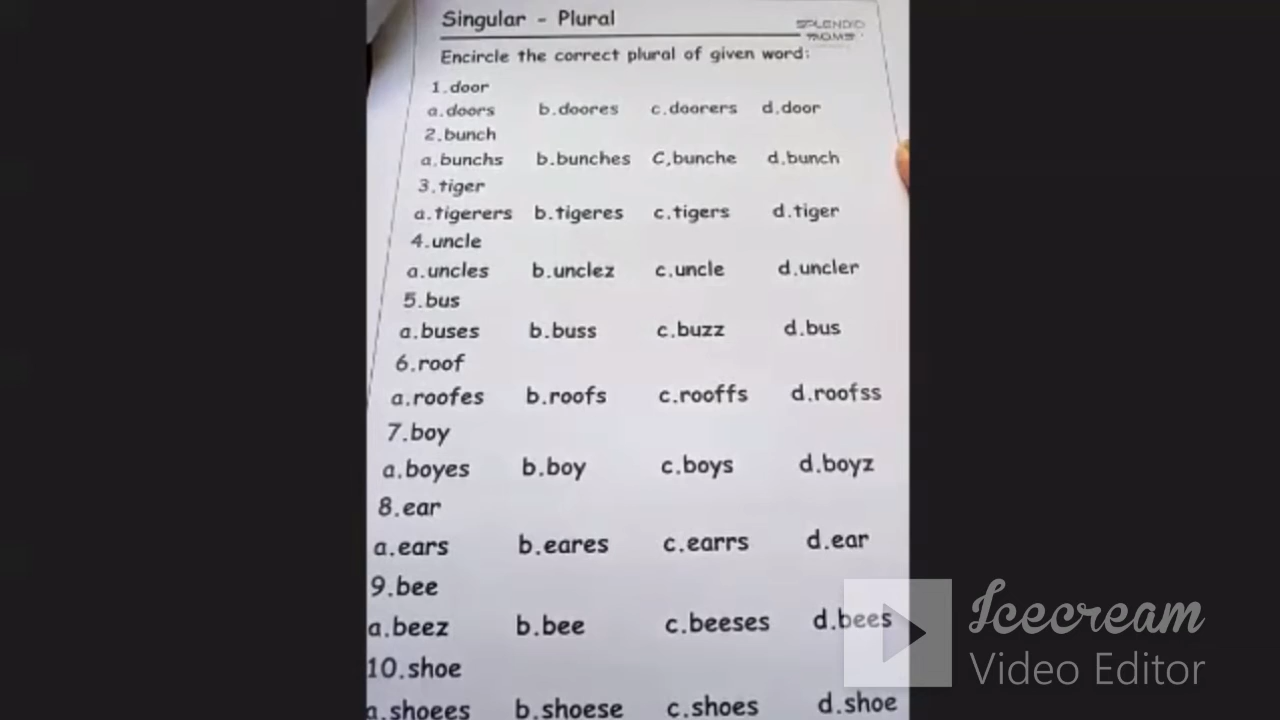 Singular - Plural
SPLENDID
MOMS
Encircle the correct plural of given word:
1.door
a.doors b.doores c.doorers d.door
2.bunch
a.bunchs b.bunches C,bunche d.bunch
3.tiger
a.tigerers b.tigeres c.tigers d.tiger
4.uncle
a.uncles b.unclez c.uncle d.uncler
5.bus
a.buses b.buss c.buzz d.bus
6.roof
a.roofes b.roofs c.rooffs d.roofss
7.boy
a.boyes b.boy c.boys d.boyz
8.ear
a.ears b.eares c.earrs d.ear
9.bee
a.beez b.bee c.beeses d.bees
10.shoe
a.shoees b.shoese c.shoes d.shoe
Icecream
Video Editor